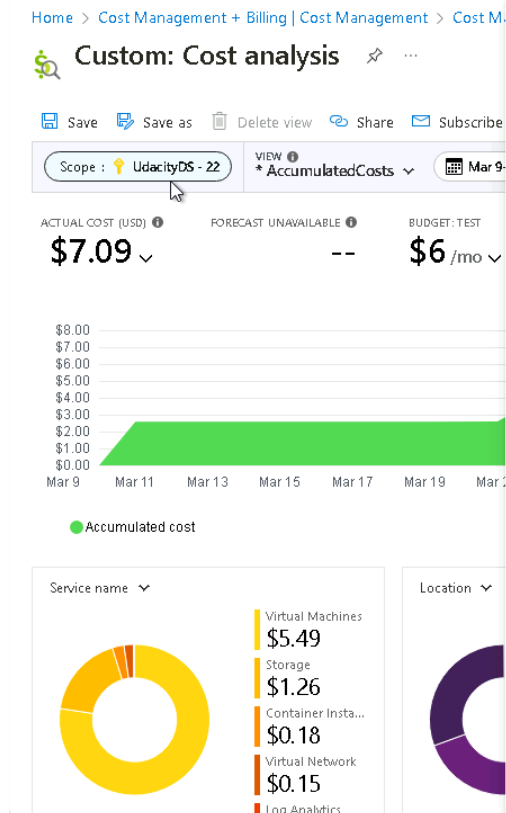 Home > Cost Management + Billing | Cost Management > Cost M
Custom: Cost analysis ...
Save Save as Delete view Share Subscribe
Scope : UdacityDS - 22 VIEW * AccumulatedCosts Mar 9-
ACTUAL COST (USD) FORECAST UNAVAILABLE BUDGET: TEST
$7.09 -- $6 /mo
$8.00
$7.00
$6.00
$5.00
$4.00
$3.00
$2.00
$1.00
$0.00
Mar 9 Mar 11 Mar 13 Mar 15 Mar 17 Mar 19 Mar
Accumulated cost
Service name Location
Virtual Machines
$5.49
Storage
$1.26
Container Insta...
$0.18
Virtual Network
$0.15
Log Analytics